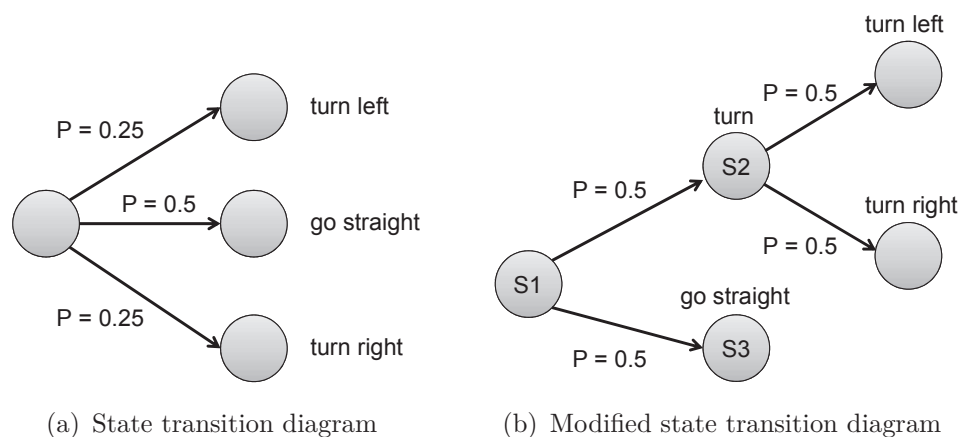 turn left
P = 0.25
P = 0.5
go straight
P = 0.25
turn right
(a) State transition diagram
turn left
P = 0.5
turn
S2
P = 0.5
turn right
P = 0.5
S1
go straight
S3
P = 0.5
(b) Modified state transition diagram